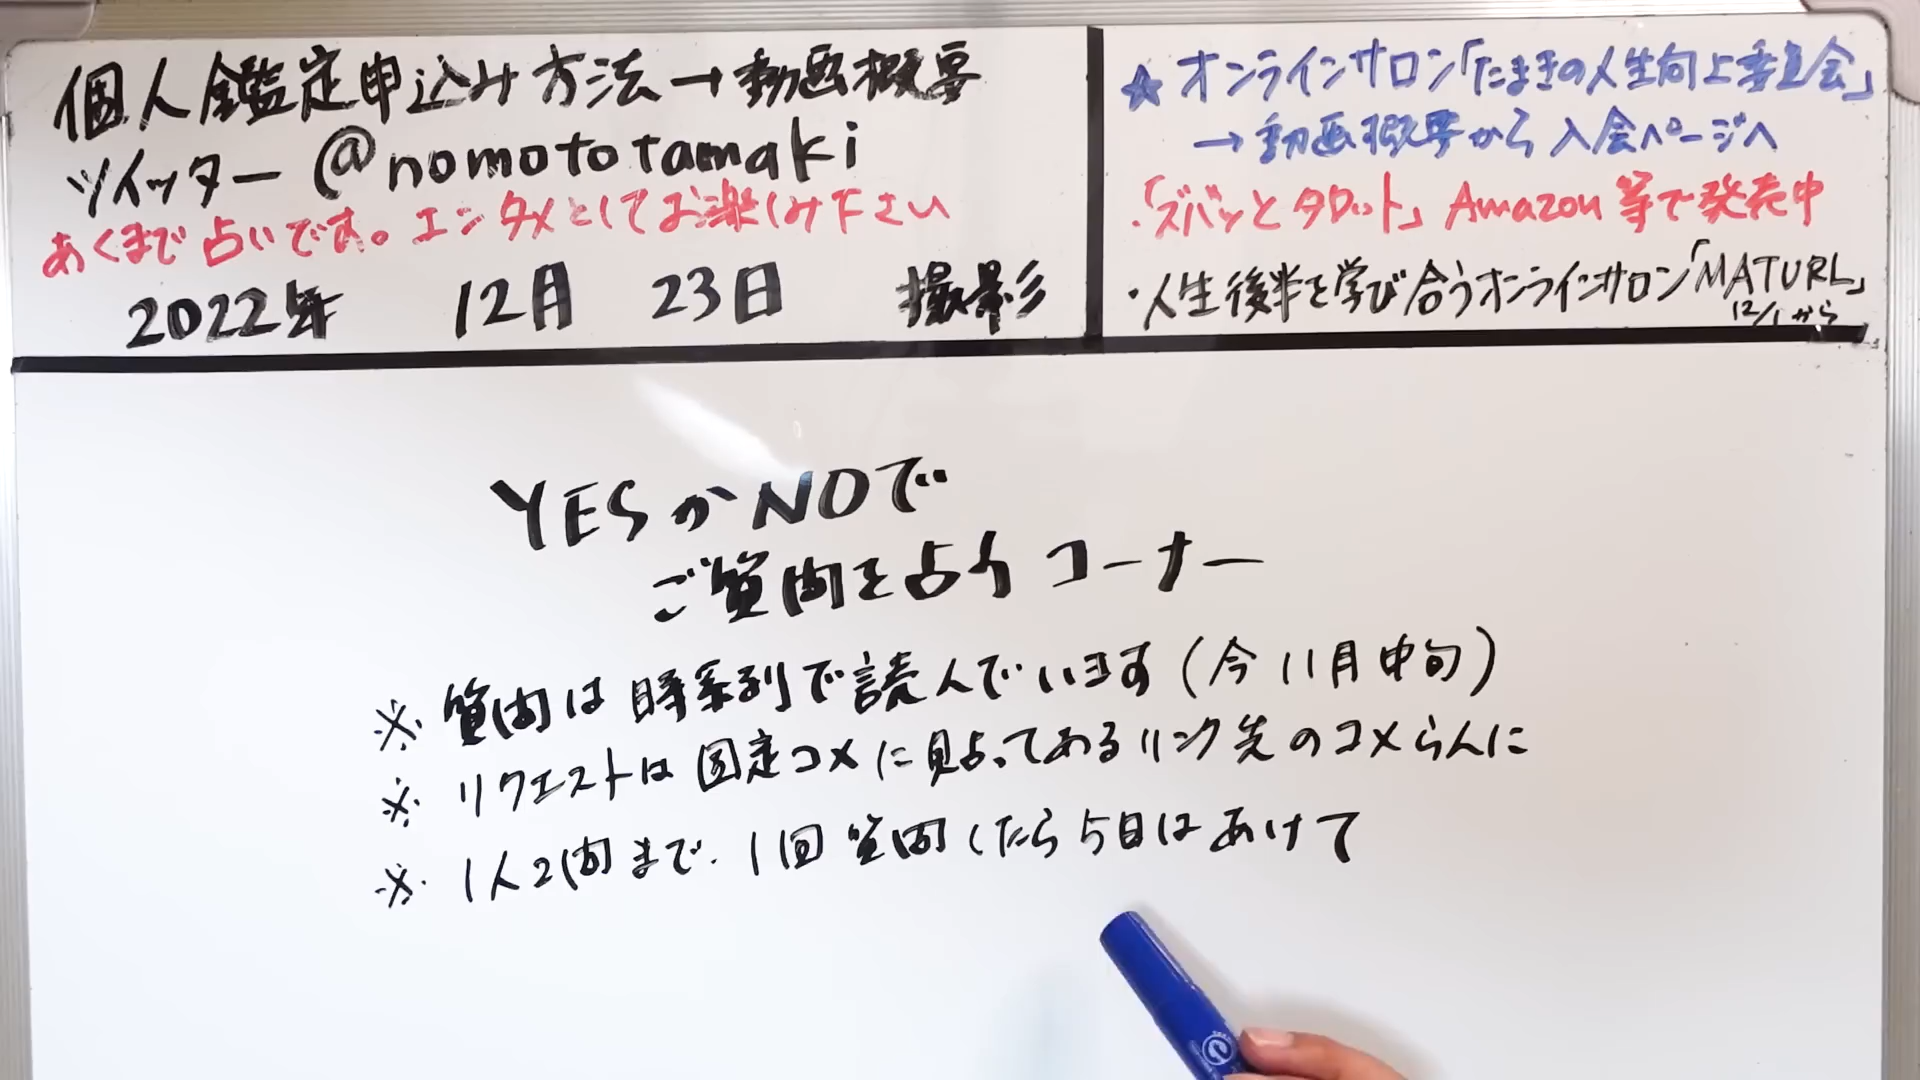 個人鑑定申込み方法→動画概要
ツイッター @nomototamaki
あくまで占いです。エンタメとしてお楽しみ下さい
2022年 12月 23日 撮影
☆オンラインサロン「たまきの人生向上委員会」
→動画概要から入会ページへ
・「ズバッとタロット」Amazon等で発売中
・人生後半を学び合うオンラインサロン「MATURL」
12/1から
YESかNOで
ご質問を占うコーナー
※質問は時系列で読んでいます(今11月中旬)
※リクエストは固定コメに貼ってあるリンク先のコメらんに
※1人2問まで.1回質問したら5日はあけて